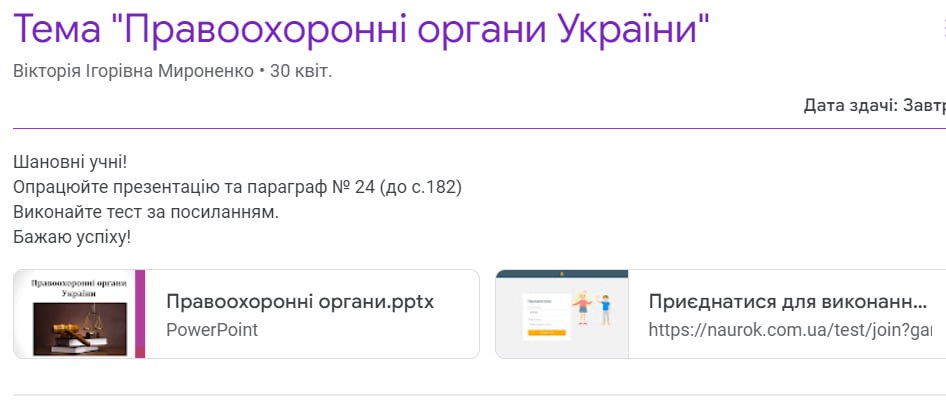 Тема "Правоохоронні органи України"
Вікторія Ігорівна Мироненко • 30 квіт.
Дата здачі: Завтр
Шановні учні!
Опрацюйте презентацію та параграф № 24 (до с.182)
Виконайте тест за посиланням.
Бажаю успіху!
Правоохоронні органи
України
Правоохоронні органи.pptx
PowerPoint
Приєднатися для виконанн...
https://naurok.com.ua/test/join?ga